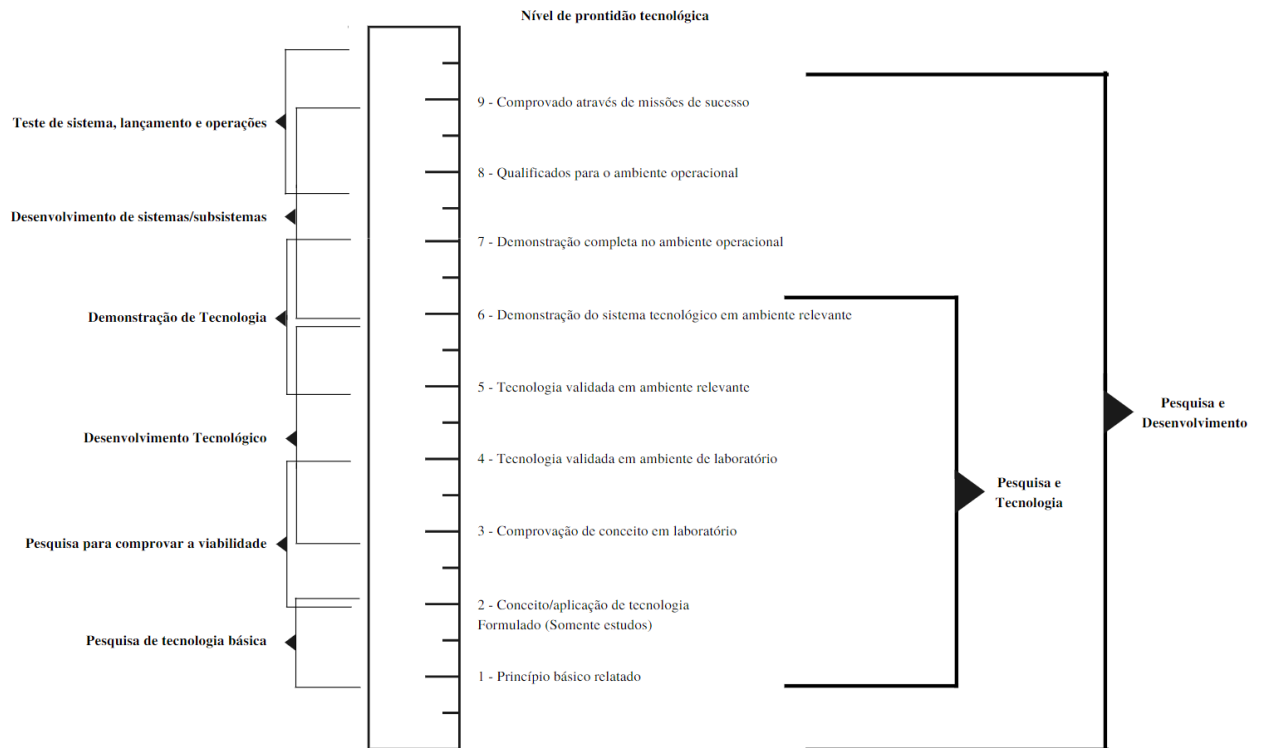 Nível de prontidão tecnológica
9 - Comprovado através de missões de sucesso
Teste de sistema, lançamento e operações
8 - Qualificados para o ambiente operacional
Desenvolvimento de sistemas/subsistemas
7 - Demonstração completa no ambiente operacional
6 - Demonstração do sistema tecnológico em ambiente relevante
Demonstração de Tecnologia
5 - Tecnologia validada em ambiente relevante
Pesquisa e
Desenvolvimento
Desenvolvimento Tecnológico
4 - Tecnologia validada em ambiente de laboratório
Pesquisa e
Tecnologia
3 - Comprovação de conceito em laboratório
Pesquisa para comprovar a viabilidade
2 - Conceito/aplicação de tecnologia
Formulado (Somente estudos)
Pesquisa de tecnologia básica
1 - Princípio básico relatado